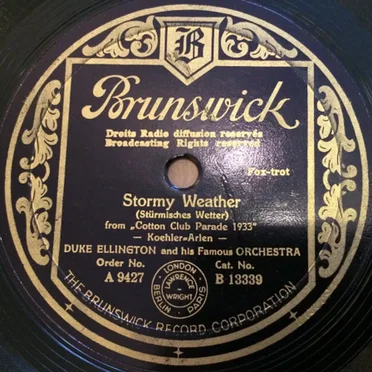 B
Brunswick
Droits Radio diffusion reservés
Broadcasting Rights reserved
Fox-trot
Stormy Weather
(Stürmisches Wetter)
from „Cotton Club Parade 1933"
— Koehler-Arlen —
DUKE ELLINGTON and his Famous ORCHESTRA
Order No. Cat. No.
A 9427 B 13339
LONDON
LAWRENCE
WRIGHT
BERLIN PARIS
THE BRUNSWICK RECORD CORPORATION